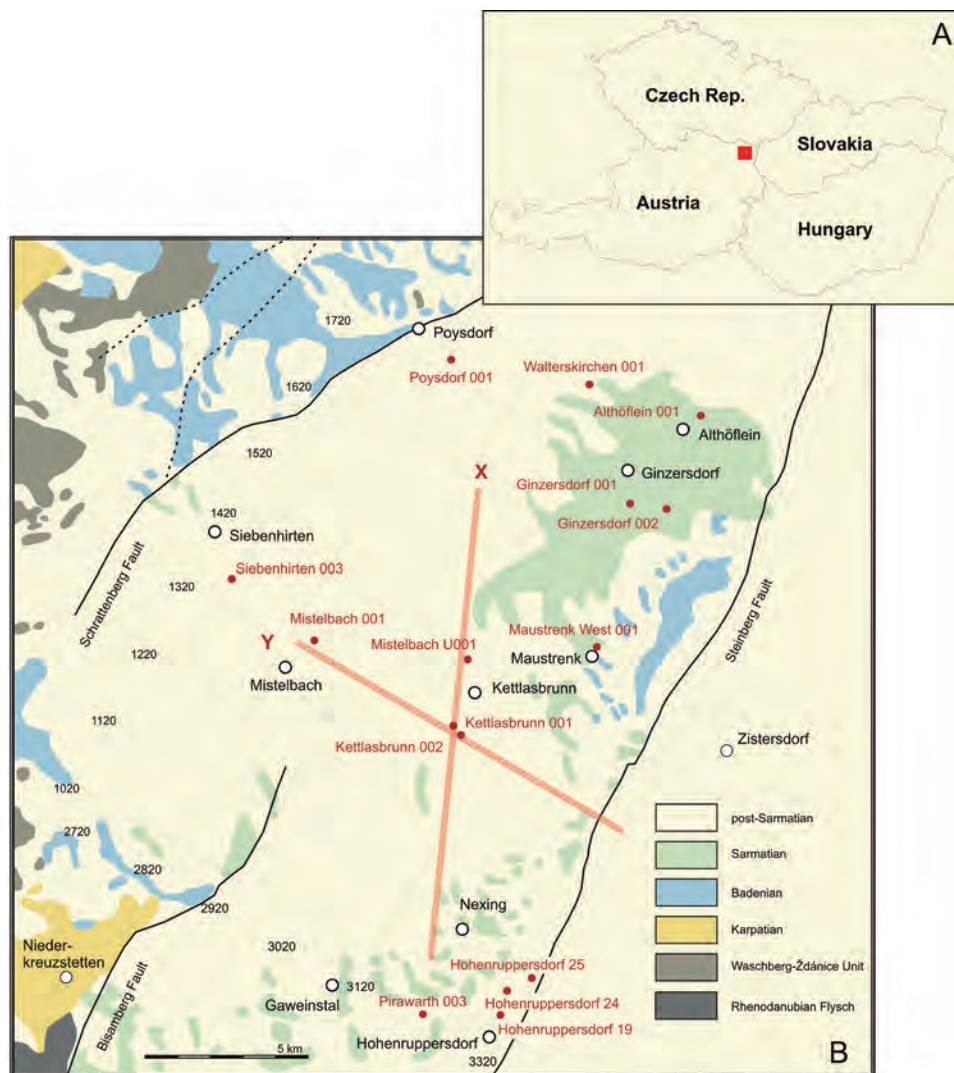 A
Czech Rep.
Slovakia
Austria
Hungary
1720
Poysdorf
Poysdorf 001
Walterskirchen 001
1620
Althöflein 001
Althöflein
1520
Ginzersdorf
X
Ginzersdorf 001
1420
Ginzersdorf 002
Siebenhirten
Schrattenberg Fault
1320
Siebenhirten 003
Mistelbach 001
Maustrenk West 001
Steinberg Fault
Y
Mistelbach U001
1220
Maustrenk
Mistelbach
Kettlasbrunn
1120
Kettlasbrunn 001
Kettlasbrunn 002
Zistersdorf
1020
2720
post-Sarmatian
Sarmatian
2820
Badenian
2920
Nexing
Karpatian
Nieder-
kreuzstetten
3020
Hohenruppersdorf 25
Waschberg-Ždánice Unit
3120
Gaweinstal
Pirawarth 003
Hohenruppersdorf 24
Rhenodanubian Flysch
Bisamberg Fault
Hohenruppersdorf 19
Hohenruppersdorf
5 km
3320
B